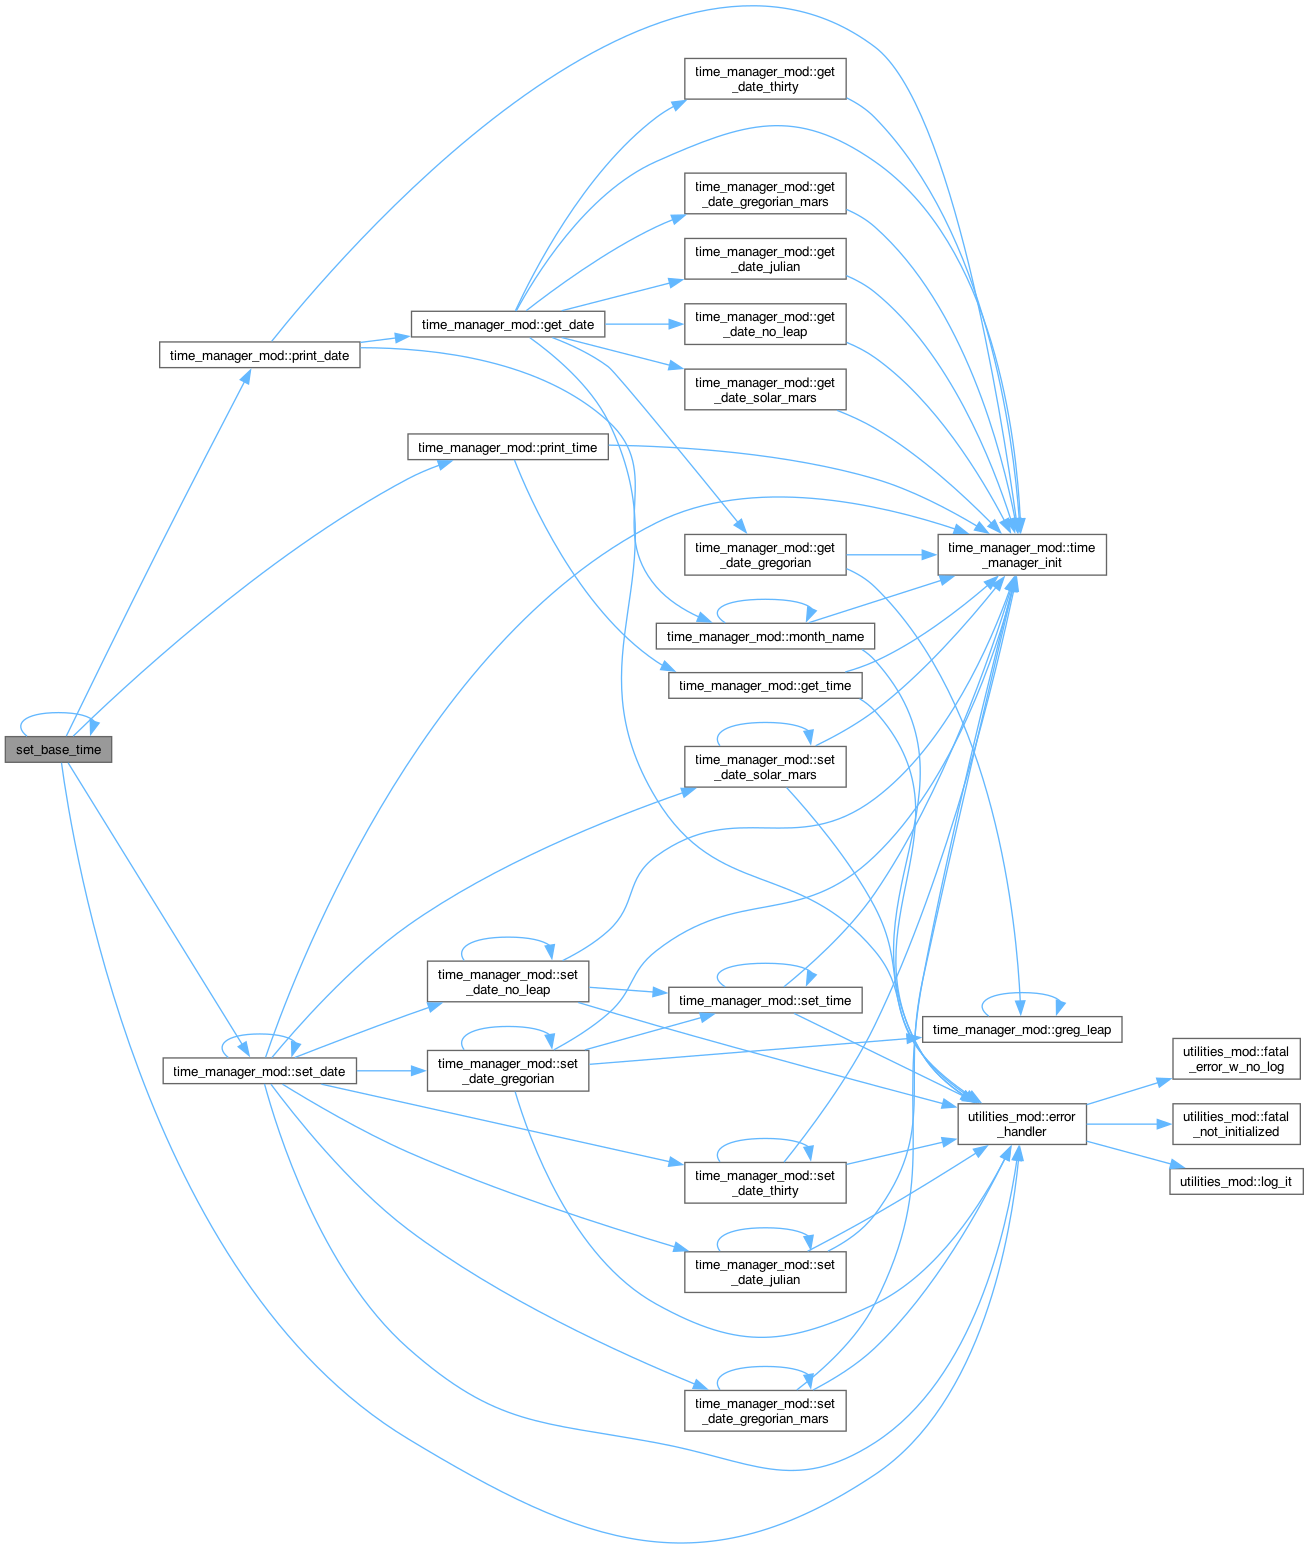 time_manager_mod::get
_date_thirty
time_manager_mod::get
_date_gregorian_mars
time_manager_mod::get
_date_julian
time_manager_mod::get_date
time_manager_mod::get
_date_no_leap
time_manager_mod::print_date
time_manager_mod::get
_date_solar_mars
time_manager_mod::print_time
time_manager_mod::get
_date_gregorian
time_manager_mod::time
_manager_init
time_manager_mod::month_name
time_manager_mod::get_time
set_base_time
time_manager_mod::set
_date_solar_mars
time_manager_mod::set
_date_no_leap
time_manager_mod::set_time
time_manager_mod::greg_leap
time_manager_mod::set_date
time_manager_mod::set
_date_gregorian
utilities_mod::fatal
_error_w_no_log
utilities_mod::error
_handler
utilities_mod::fatal
_not_initialized
time_manager_mod::set
_date_thirty
utilities_mod::log_it
time_manager_mod::set
_date_julian
time_manager_mod::set
_date_gregorian_mars